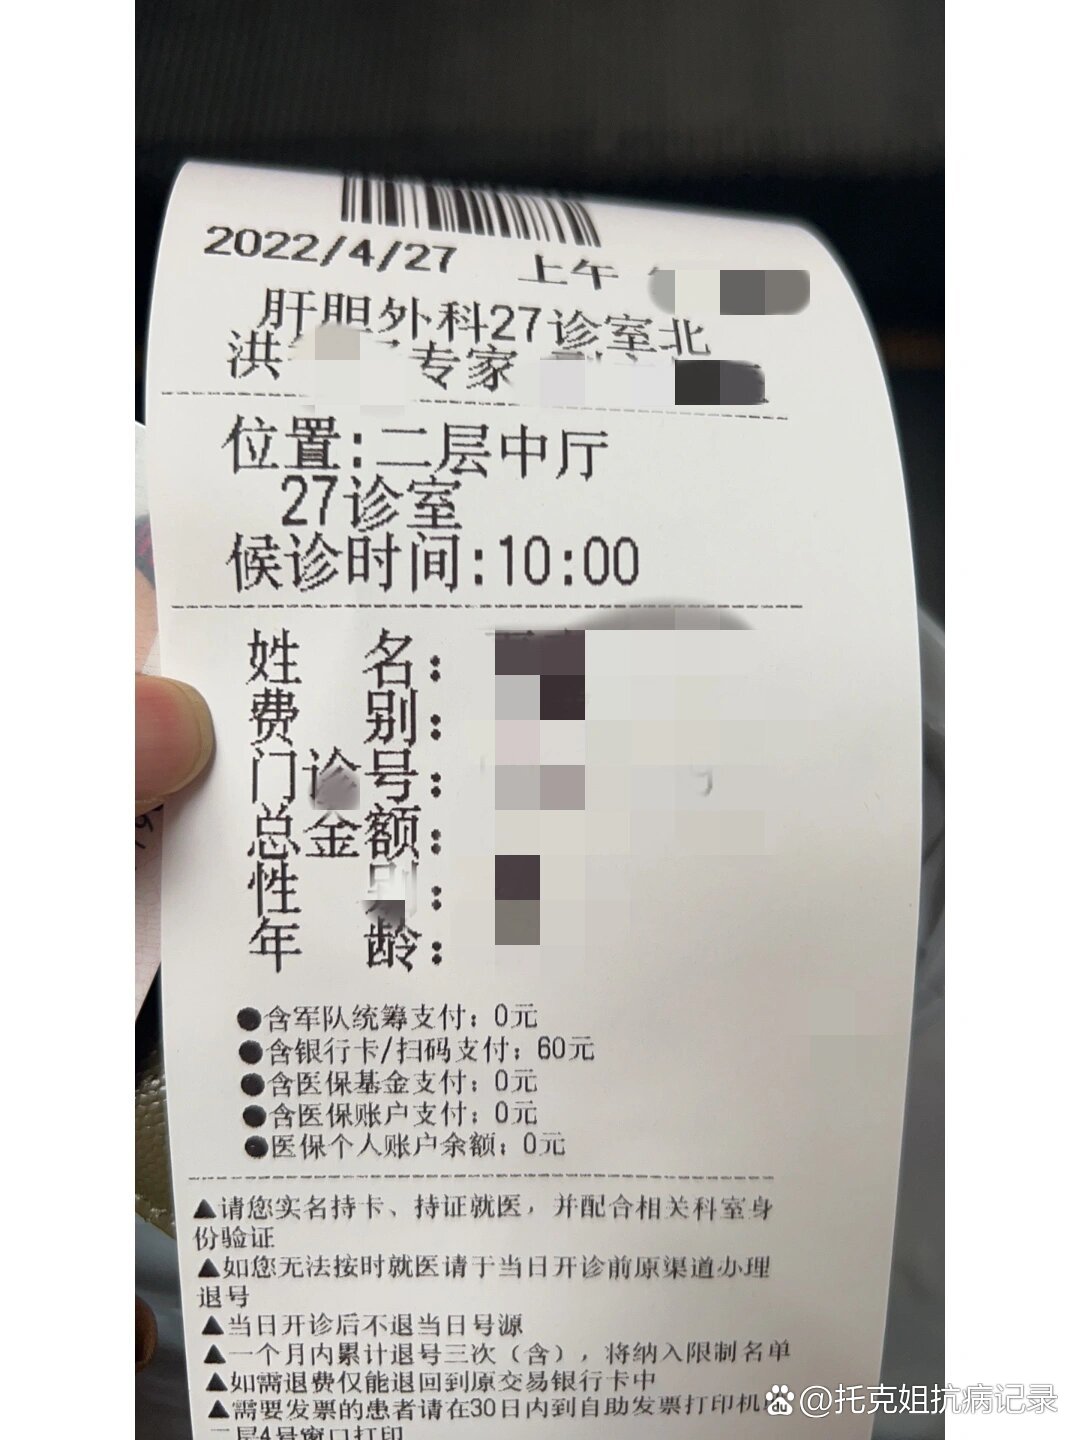 2022/4/27 上午
肝胆外科27诊室北
洪 专家
位置:二层中厅
27诊室
候诊时间:10:00
姓 名:
费 别:
门诊号:
总金额:
性 别:
年 龄:
●含军队统筹支付:0元
●含银行卡/扫码支付:60元
●含医保基金支付:0元
●含医保账户支付:0元
●医保个人账户余额:0元
▲请您实名持卡、持证就医,并配合相关科室身
份验证
▲如您无法按时就医请于当日开诊前原渠道办理
退号
▲当日开诊后不退当日号源
▲一个月内累计退号三次(含),将纳入限制名单
▲如需退费仅能退回到原交易银行卡中
▲需要发票的患者请在30日内到自助发票打印机
二层4号窗口打印
@托克姐抗病记录